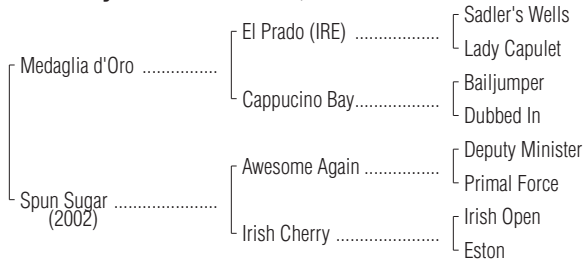 Sadler's Wells
El Prado (IRE) ..................
Lady Capulet
Medaglia d'Oro ................
Bailjumper
Cappucino Bay....................
Dubbed In
Deputy Minister
Awesome Again ................
Primal Force
Spun Sugar ......................
(2002)
Irish Open
Irish Cherry ......................
Eston